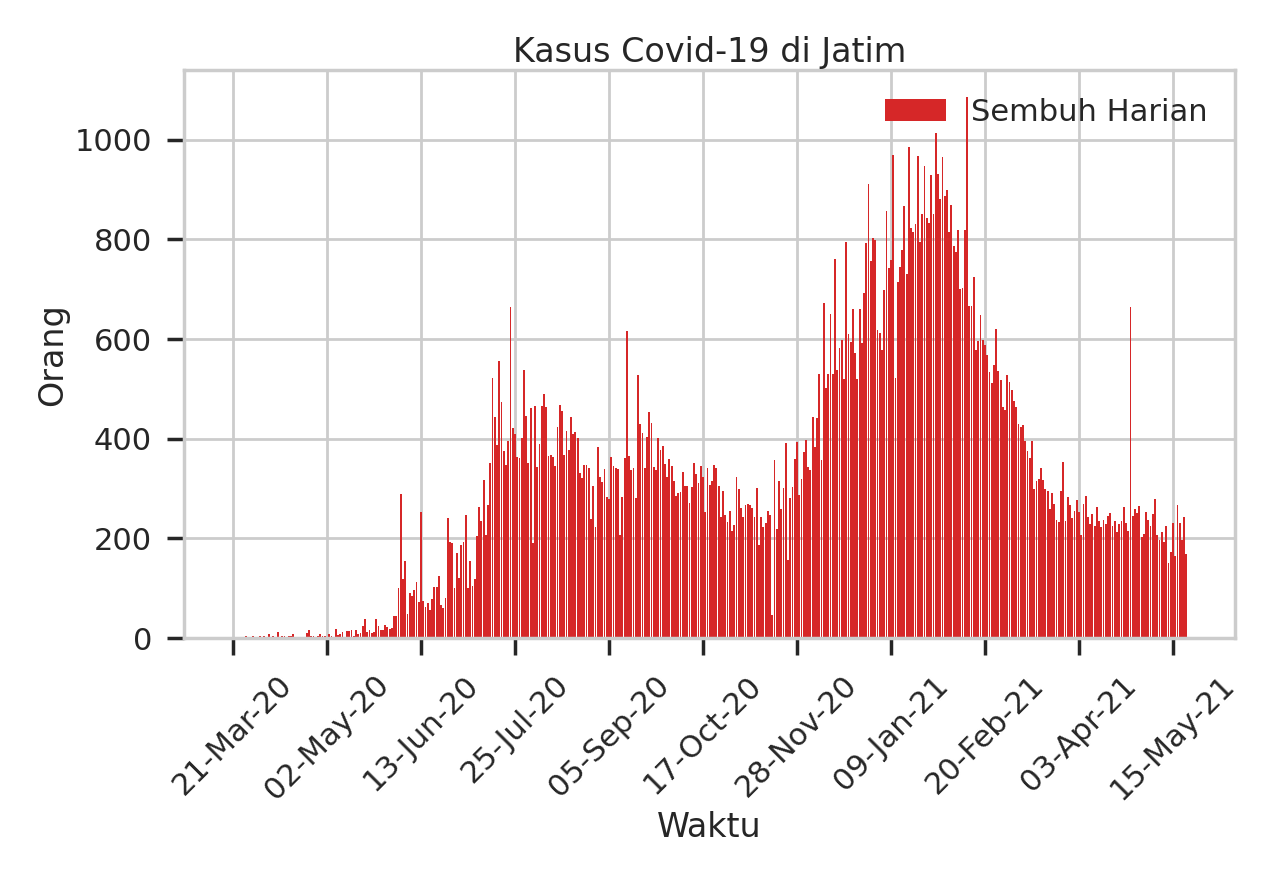 Kasus Covid-19 di Jatim
Sembuh Harian
Orang
1000
800
600
400
200
0
21-Mar-20
02-May-20
13-Jun-20
25-Jul-20
05-Sep-20
17-Oct-20
28-Nov-20
09-Jan-21
20-Feb-21
03-Apr-21
15-May-21
Waktu